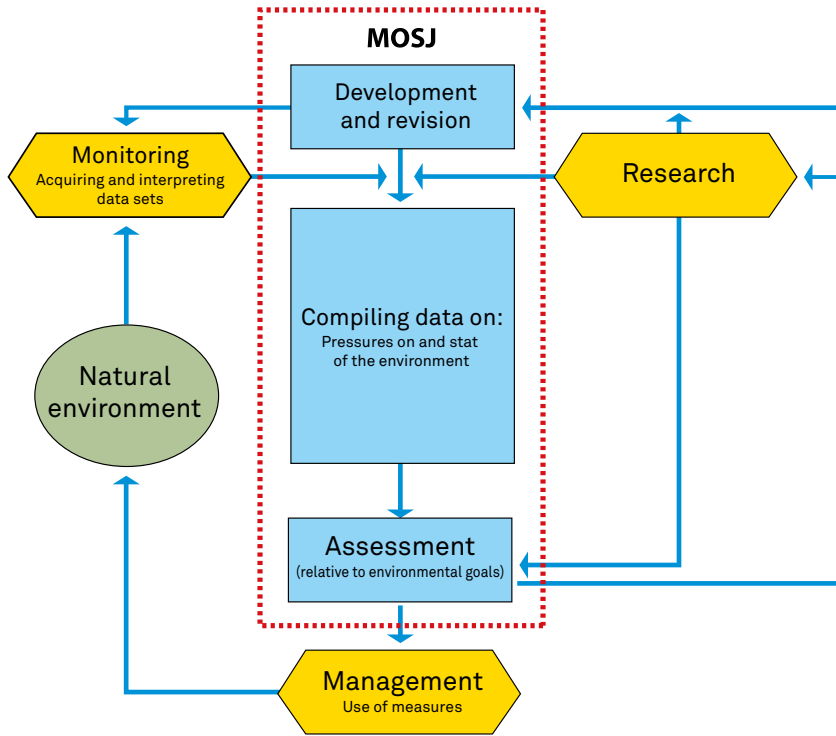 MOSJ
Development
and revision
Monitoring
Acquiring and interpreting
data sets
Research
Compiling data on:
Pressures on and stat
of the environment
Natural
environment
Assessment
(relative to environmental goals)
Management
Use of measures